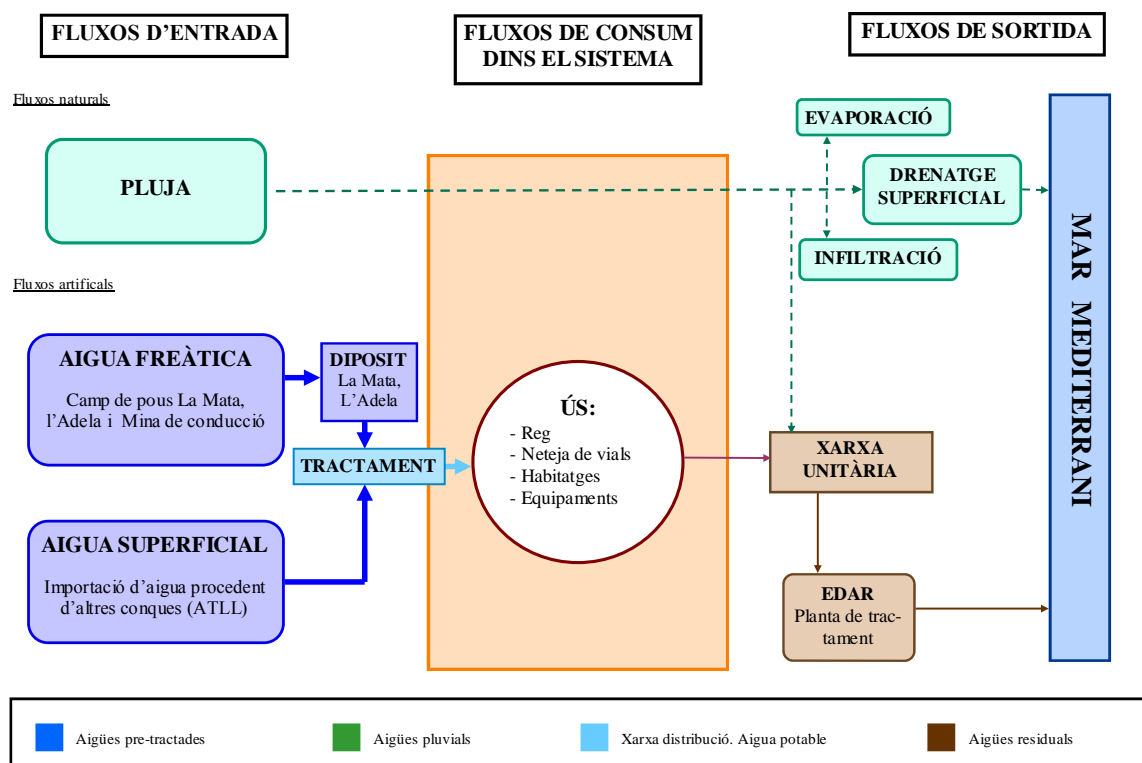 FLUXOS D'ENTRADA
FLUXOS DE CONSUM
DINS EL SISTEMA
FLUXOS DE SORTIDA
Fluxos naturals
PLUJA
EVAPORACIÓ
DRENATGE
SUPERFICIAL
INFILTRACIÓ
MAR MEDITERRANI
Fluxos artificals
AIGUA FREÀTICA
Camp de pous La Mata,
l'Adela i Mina de conducció
DIPOSIT
La Mata,
L'Adela
TRACTAMENT
ÚS:
- Reg
- Neteja de vials
- Habitatges
- Equipaments
XARXA
UNITÀRIA
AIGUA SUPERFICIAL
Importació d'aigua procedent
d'altres conques (ATLL)
EDAR
Planta de trac-
tament
Aigües pre-tractades
Aigües pluvials
Xarxa distribució. Aigua potable
Aigües residuals